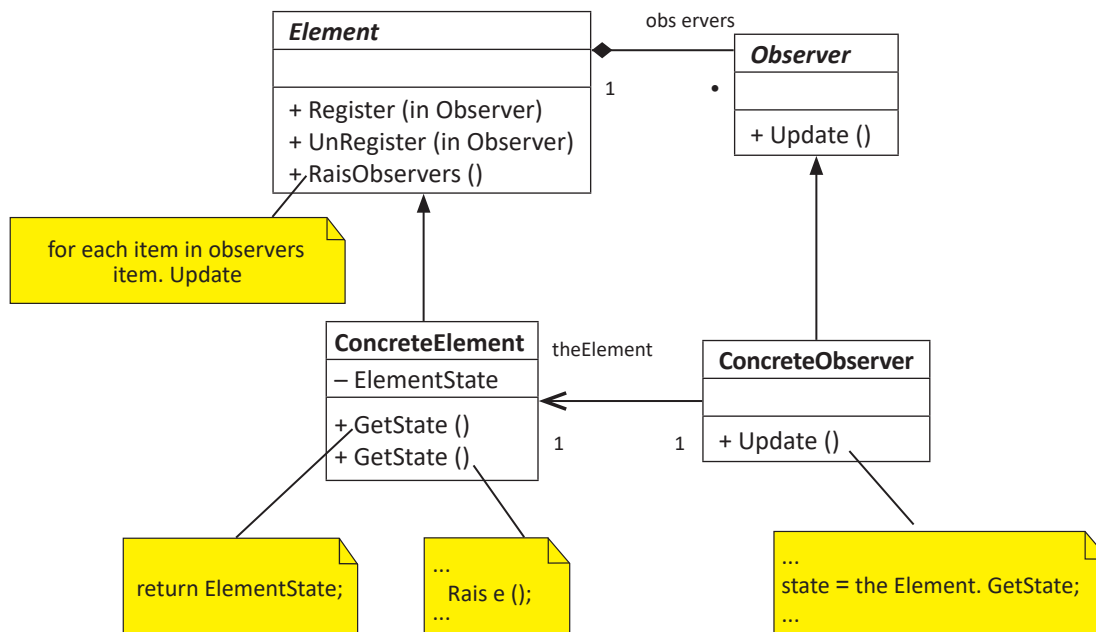 Element
+ Register (in Observer)
+ UnRegister (in Observer)
+ RaisObservers ()
obs ervers
1
•
Observer
+ Update ()
for each item in observers
item. Update
ConcreteElement
– ElementState
+ GetState ()
+ GetState ()
theElement
1
1
ConcreteObserver
+ Update ()
return ElementState;
...
Rais e ();
...
...
state = the Element. GetState;
...